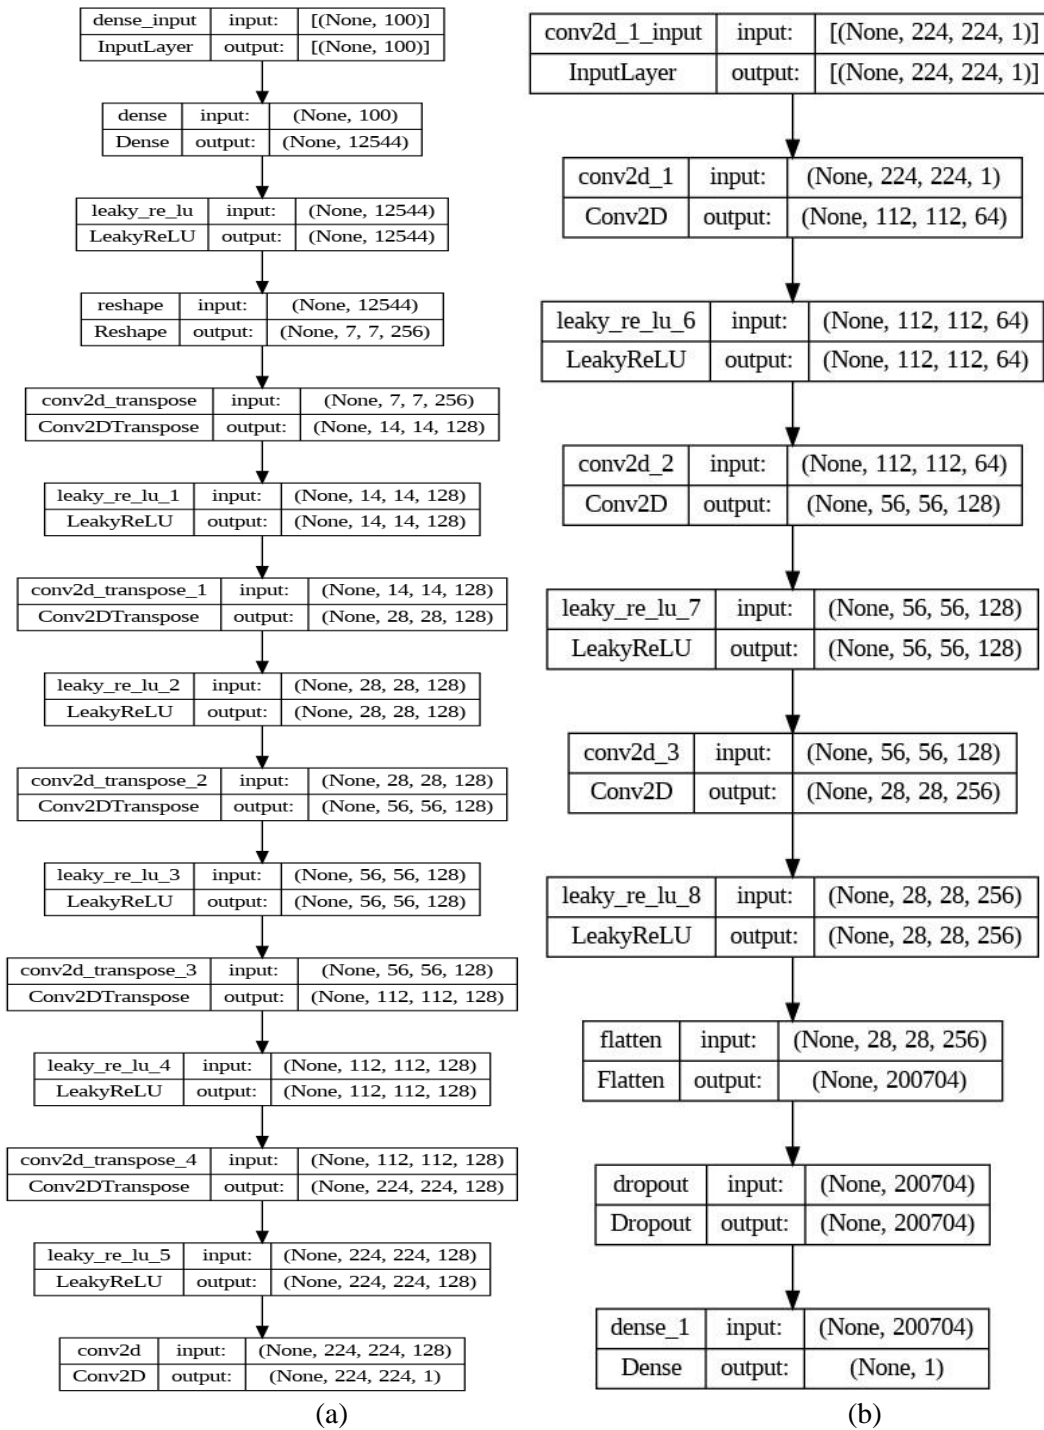 dense_input input: [(None, 100)]
InputLayer output: [(None, 100)]
dense input: (None, 100)
Dense output: (None, 12544)
leaky_re_lu input: (None, 12544)
LeakyReLU output: (None, 12544)
reshape input: (None, 12544)
Reshape output: (None, 7, 7, 256)
conv2d_transpose input: (None, 7, 7, 256)
Conv2DTranspose output: (None, 14, 14, 128)
leaky_re_lu_1 input: (None, 14, 14, 128)
LeakyReLU output: (None, 14, 14, 128)
conv2d_transpose_1 input: (None, 14, 14, 128)
Conv2DTranspose output: (None, 28, 28, 128)
leaky_re_lu_2 input: (None, 28, 28, 128)
LeakyReLU output: (None, 28, 28, 128)
conv2d_transpose_2 input: (None, 28, 28, 128)
Conv2DTranspose output: (None, 56, 56, 128)
leaky_re_lu_3 input: (None, 56, 56, 128)
LeakyReLU output: (None, 56, 56, 128)
conv2d_transpose_3 input: (None, 56, 56, 128)
Conv2DTranspose output: (None, 112, 112, 128)
leaky_re_lu_4 input: (None, 112, 112, 128)
LeakyReLU output: (None, 112, 112, 128)
conv2d_transpose_4 input: (None, 112, 112, 128)
Conv2DTranspose output: (None, 224, 224, 128)
leaky_re_lu_5 input: (None, 224, 224, 128)
LeakyReLU output: (None, 224, 224, 128)
conv2d input: (None, 224, 224, 128)
Conv2D output: (None, 224, 224, 1)
(a)
conv2d_1_input input: [(None, 224, 224, 1)]
InputLayer output: [(None, 224, 224, 1)]
conv2d_1 input: (None, 224, 224, 1)
Conv2D output: (None, 112, 112, 64)
leaky_re_lu_6 input: (None, 112, 112, 64)
LeakyReLU output: (None, 112, 112, 64)
conv2d_2 input: (None, 112, 112, 64)
Conv2D output: (None, 56, 56, 128)
leaky_re_lu_7 input: (None, 56, 56, 128)
LeakyReLU output: (None, 56, 56, 128)
conv2d_3 input: (None, 56, 56, 128)
Conv2D output: (None, 28, 28, 256)
leaky_re_lu_8 input: (None, 28, 28, 256)
LeakyReLU output: (None, 28, 28, 256)
flatten input: (None, 28, 28, 256)
Flatten output: (None, 200704)
dropout input: (None, 200704)
Dropout output: (None, 200704)
dense_1 input: (None, 200704)
Dense output: (None, 1)
(b)